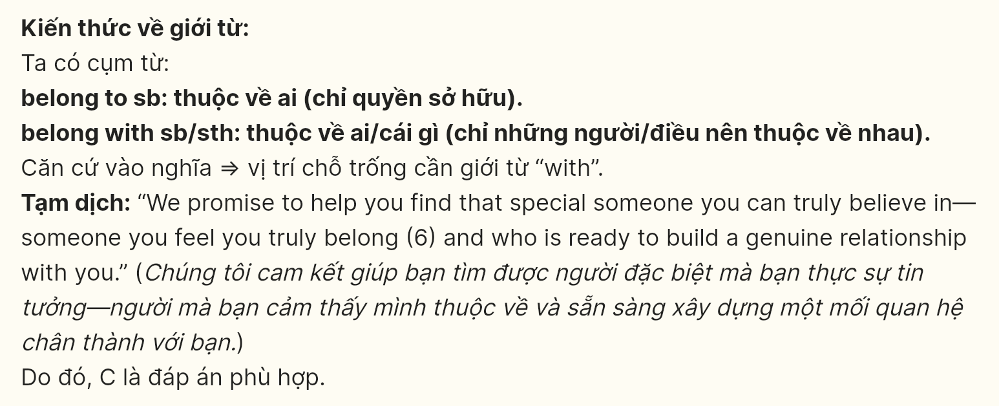 Kiến thức về giới từ:
Ta có cụm từ:
belong to sb: thuộc về ai (chỉ quyền sở hữu).
belong with sb/sth: thuộc về ai/cái gì (chỉ những người/điều nên thuộc về nhau).
Căn cứ vào nghĩa ⇒ vị trí chỗ trống cần giới từ “with”.
Tạm dịch: “We promise to help you find that special someone you can truly believe in—
someone you feel you truly belong (6) and who is ready to build a genuine relationship
with you.” (Chúng tôi cam kết giúp bạn tìm được người đặc biệt mà bạn thực sự tin
tưởng—người mà bạn cảm thấy mình thuộc về và sẵn sàng xây dựng một mối quan hệ
chân thành với bạn.)
Do đó, C là đáp án phù hợp.